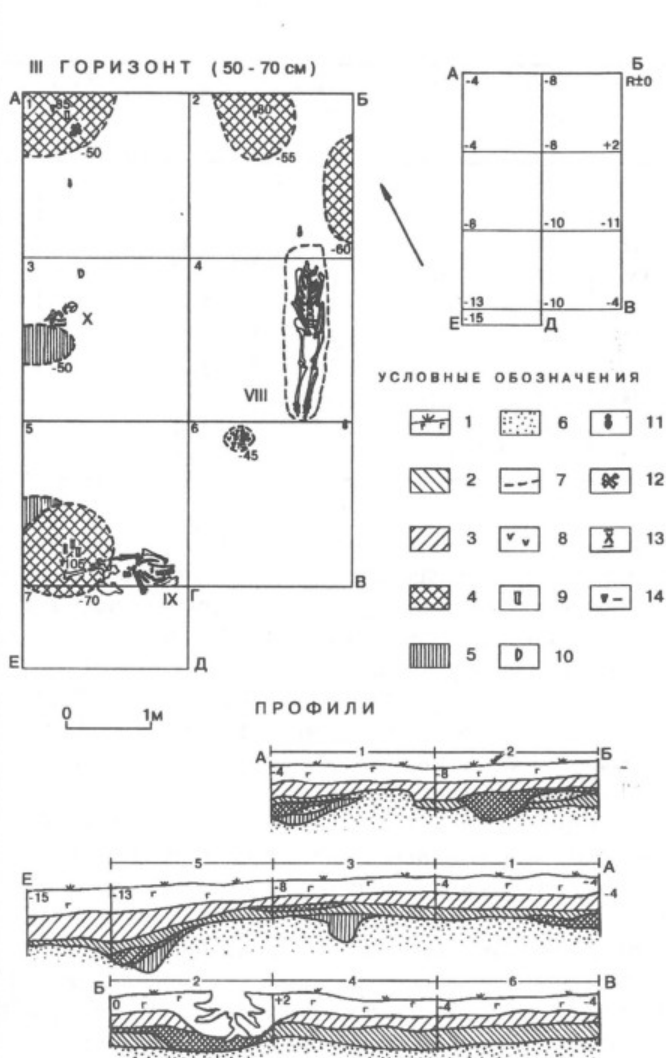 III ГОРИЗОНТ (50 - 70 см)
А 1 85 2 80 Б
-50 -55
-60
3 D 4
X
-50
VIII
5 6
-45
105
7 -70 IX Г В
Е Д
0 1м
Б
А -4 -8 R±0
-4 -8 +2
-8 -10 -11
-13 -10 -4 В
Е -15 Д
УСЛОВНЫЕ ОБОЗНАЧЕНИЯ
1 6 11
2 7 12
3 8 13
4 9 14
5 10
ПРОФИЛИ
А 1 2 Б
-4 -8
г г г г
Е 5 3 1 А
-15 -13 -8 -4 -4 -4
г г г г г г г
Б 2 4 6 В
0 +2 -4 -4
г г г г г г